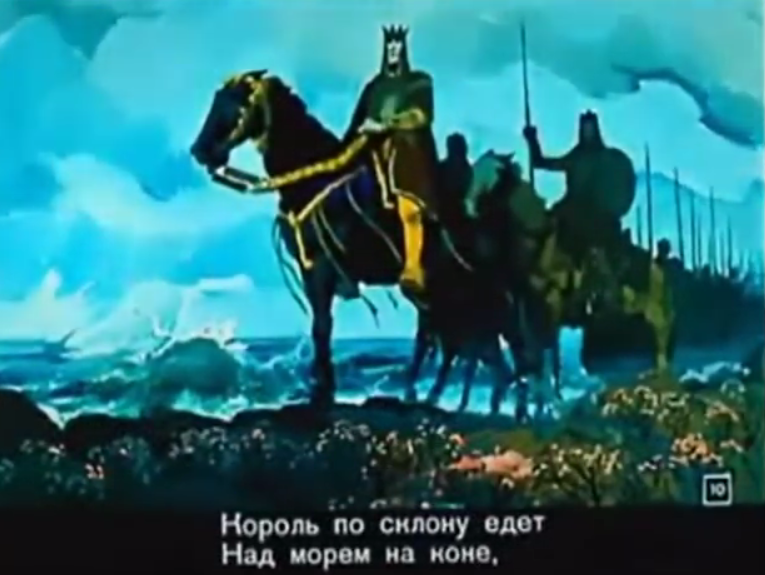 10
Король по склону едет
Над морем на коне,